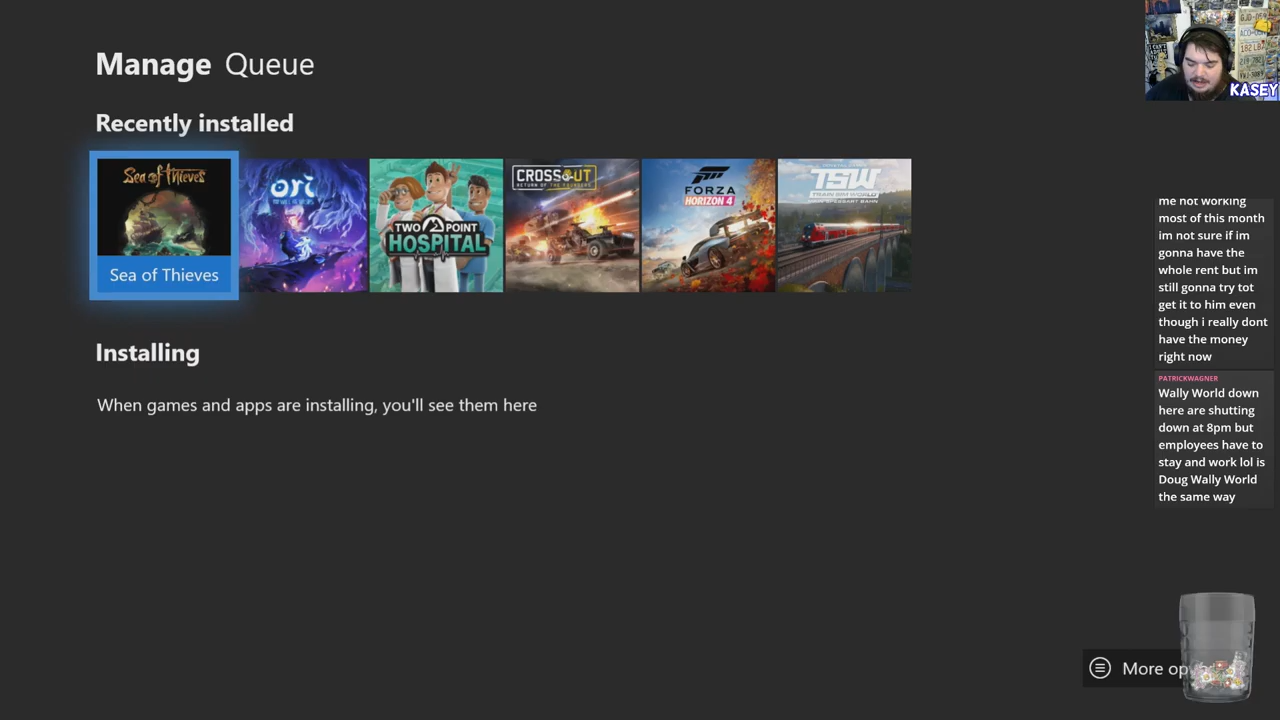 Manage Queue
KASEY
Recently installed
Sea of Thieves
Sea of Thieves
ori
TWO POINT
HOSPITAL
CROSSOUT
RETURN OF THE FOUNDERS
FORZA
HORIZON 4
TSW
TRAIN SIM WORLD
me not working
most of this month
im not sure if im
gonna have the
whole rent but im
still gonna try tot
get it to him even
though i really dont
have the money
right now
PATRICKWAGNER
Wally World down
here are shutting
down at 8pm but
employees have to
stay and work lol is
Doug Wally World
the same way
Installing
When games and apps are installing, you'll see them here
More op